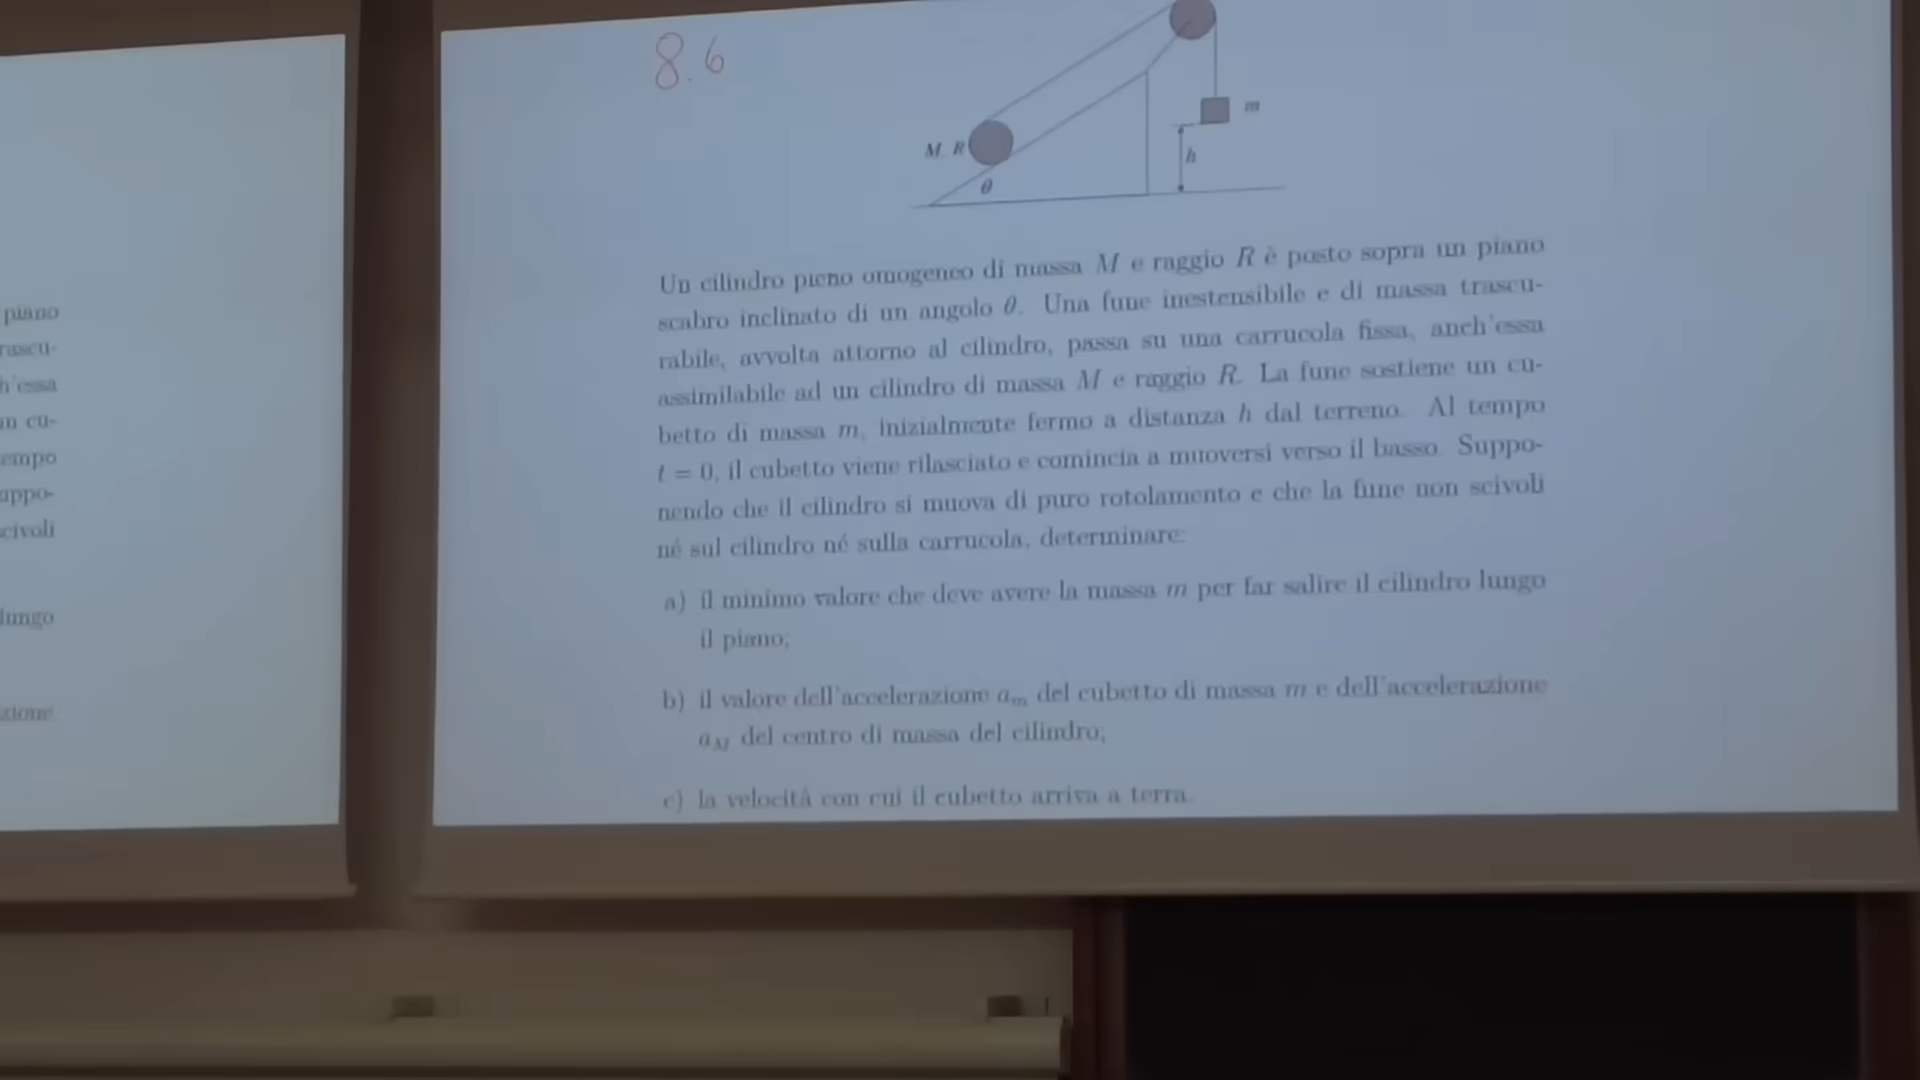 8.6
m
M, R
h
θ
Un cilindro pieno omogeneo di massa M e raggio R è posto sopra un piano
scabro inclinato di un angolo θ. Una fune inestensibile e di massa trascu-
rabile, avvolta attorno al cilindro, passa su una carrucola fissa, anch'essa
assimilabile ad un cilindro di massa M e raggio R. La fune sostiene un cu-
betto di massa m, inizialmente fermo a distanza h dal terreno. Al tempo
t = 0, il cubetto viene rilasciato e comincia a muoversi verso il basso. Suppo-
nendo che il cilindro si muova di puro rotolamento e che la fune non scivoli
né sul cilindro né sulla carrucola, determinare:
a) il minimo valore che deve avere la massa m per far salire il cilindro lungo
il piano;
b) il valore dell'accelerazione aₘ del cubetto di massa m e dell'accelerazione
a_M del centro di massa del cilindro;
c) la velocità con cui il cubetto arriva a terra.
piano
rascu-
h'essa
un cu-
empo
uppo-
civoli
lungo
zione